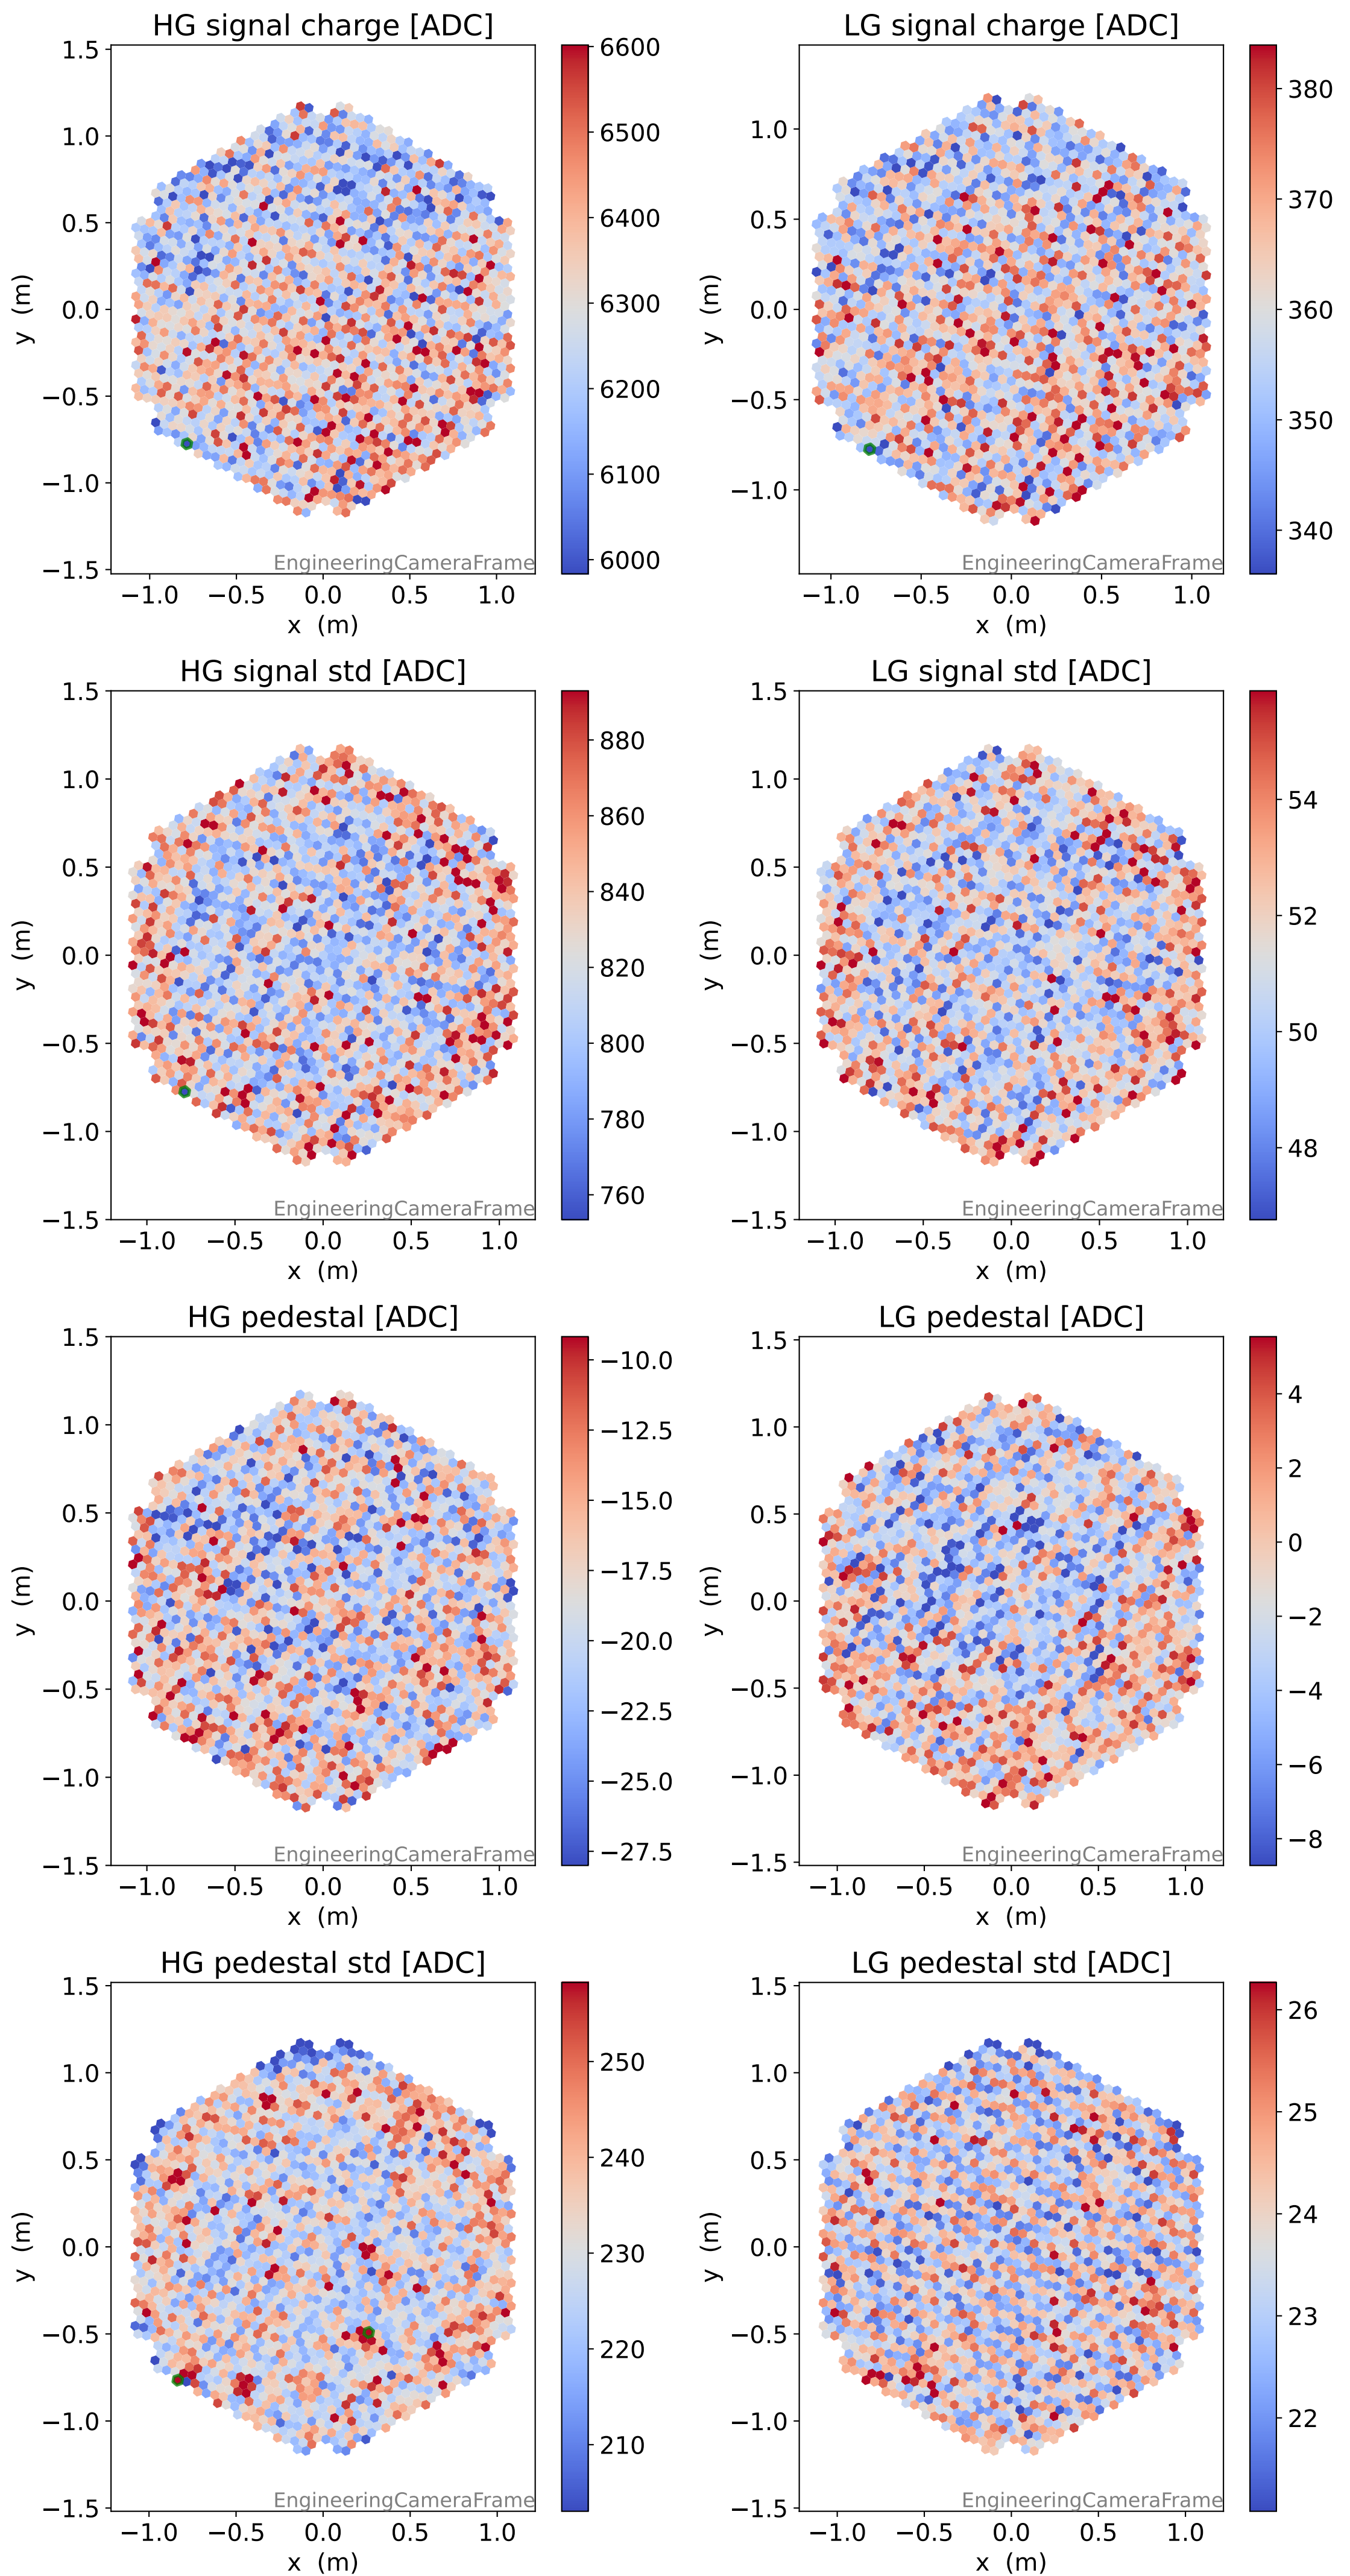 HG signal charge [ADC]
1.5
1.0
0.5
0.0
−0.5
−1.0
−1.5
y (m)
−1.0 −0.5 0.0 0.5 1.0
x (m)
EngineeringCameraFrame
6600
6500
6400
6300
6200
6100
6000
LG signal charge [ADC]
1.0
0.5
0.0
−0.5
−1.0
y (m)
−1.0 −0.5 0.0 0.5 1.0
x (m)
EngineeringCameraFrame
380
370
360
350
340
HG signal std [ADC]
1.5
1.0
0.5
0.0
−0.5
−1.0
−1.5
y (m)
−1.0 −0.5 0.0 0.5 1.0
x (m)
EngineeringCameraFrame
880
860
840
820
800
780
760
LG signal std [ADC]
1.5
1.0
0.5
0.0
−0.5
−1.0
−1.5
y (m)
−1.0 −0.5 0.0 0.5 1.0
x (m)
EngineeringCameraFrame
54
52
50
48
HG pedestal [ADC]
1.5
1.0
0.5
0.0
−0.5
−1.0
−1.5
y (m)
−1.0 −0.5 0.0 0.5 1.0
x (m)
EngineeringCameraFrame
−10.0
−12.5
−15.0
−17.5
−20.0
−22.5
−25.0
−27.5
LG pedestal [ADC]
1.5
1.0
0.5
0.0
−0.5
−1.0
−1.5
y (m)
−1.0 −0.5 0.0 0.5 1.0
x (m)
EngineeringCameraFrame
4
2
0
−2
−4
−6
−8
HG pedestal std [ADC]
1.5
1.0
0.5
0.0
−0.5
−1.0
−1.5
y (m)
−1.0 −0.5 0.0 0.5 1.0
x (m)
EngineeringCameraFrame
250
240
230
220
210
LG pedestal std [ADC]
1.5
1.0
0.5
0.0
−0.5
−1.0
−1.5
y (m)
−1.0 −0.5 0.0 0.5 1.0
x (m)
EngineeringCameraFrame
26
25
24
23
22